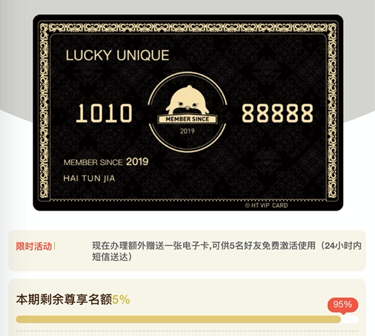 LUCKY UNIQUE
1010
88888
MEMBER SINCE
2019
MEMBER SINCE 2019
HAI TUN JIA
© HT VIP CARD
限时活动
现在办理额外赠送一张电子卡,可供5名好友免费激活使用（24小时内
短信送达）
本期剩余尊享名额5%
95%